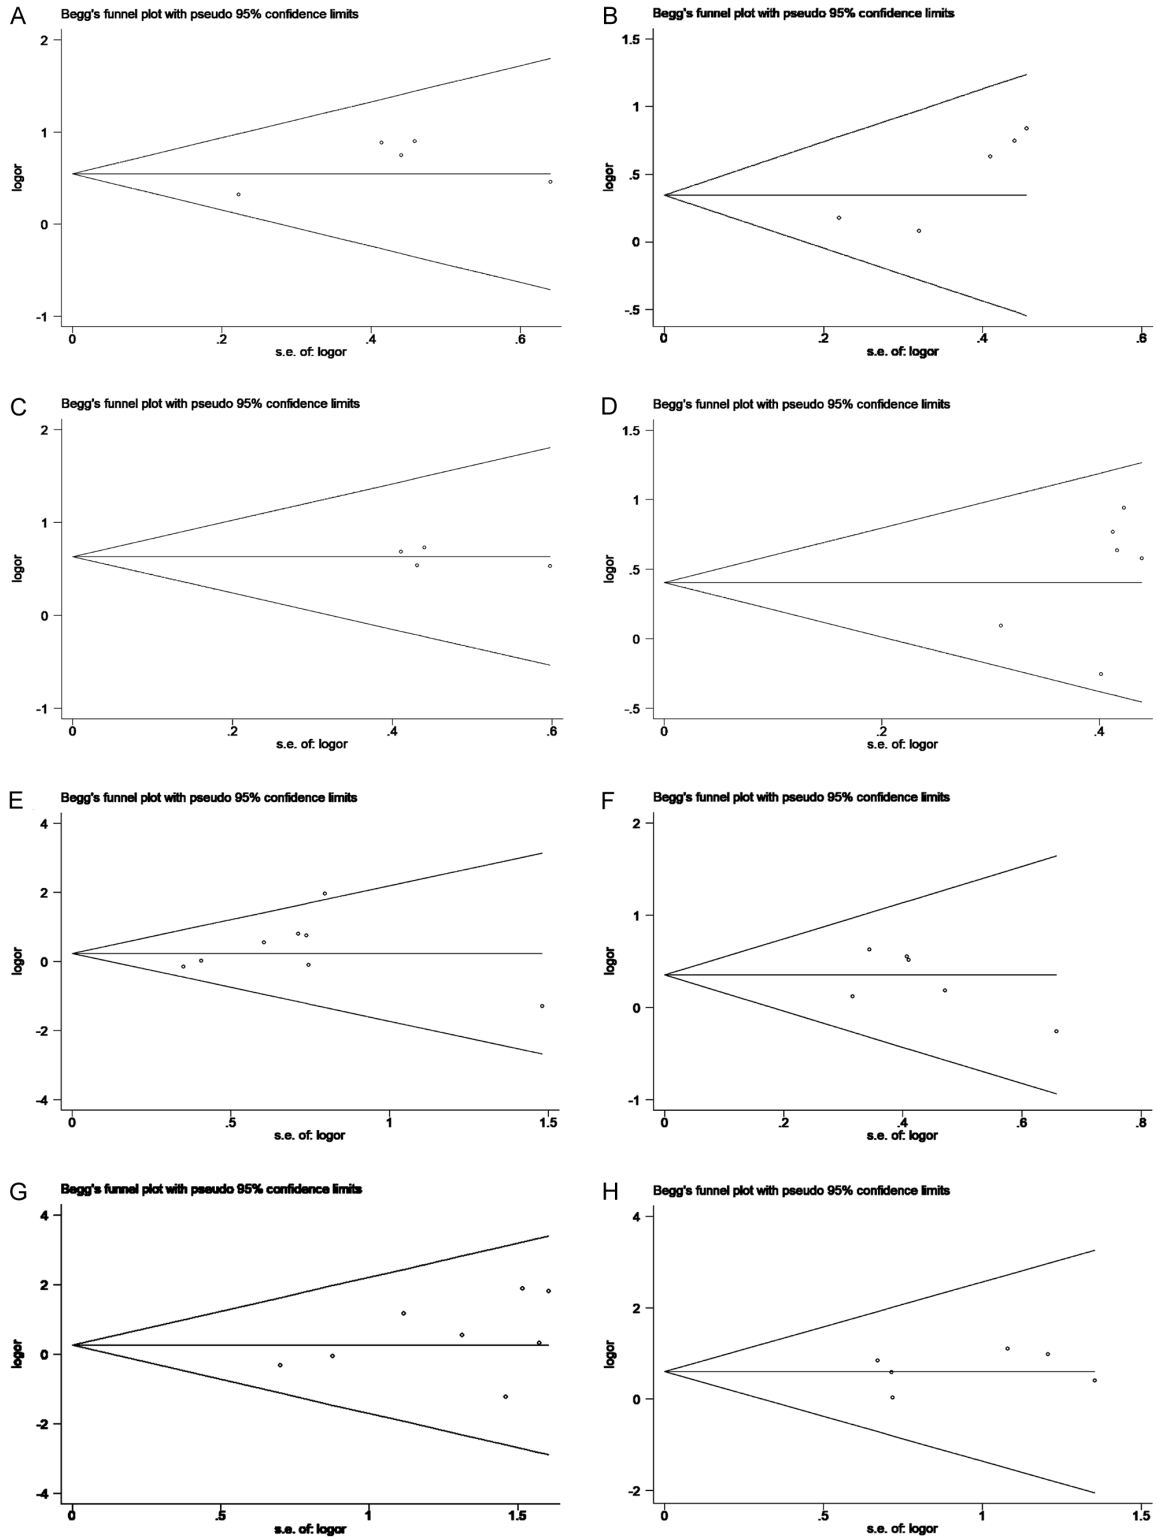 A
Begg's funnel plot with pseudo 95% confidence limits
2
1
0
-1
logor
0 .2 .4 .6
s.e. of: logor
B
Begg's funnel plot with pseudo 95% confidence limits
1.5
1
.5
0
-.5
logor
0 .2 .4 .6
s.e. of: logor
C
Begg's funnel plot with pseudo 95% confidence limits
2
1
0
-1
logor
0 .2 .4 .6
s.e. of: logor
D
Begg's funnel plot with pseudo 95% confidence limits
1.5
1
.5
0
-.5
logor
0 .2 .4
s.e. of: logor
E
Begg's funnel plot with pseudo 95% confidence limits
4
2
0
-2
-4
logor
0 .5 1 1.5
s.e. of: logor
F
Begg's funnel plot with pseudo 95% confidence limits
2
1
0
-1
logor
0 .2 .4 .6 .8
s.e. of: logor
G
Begg's funnel plot with pseudo 95% confidence limits
4
2
0
-2
-4
logor
0 .5 1 1.5
s.e. of: logor
H
Begg's funnel plot with pseudo 95% confidence limits
4
2
0
-2
logor
0 .5 1 1.5
s.e. of: logor